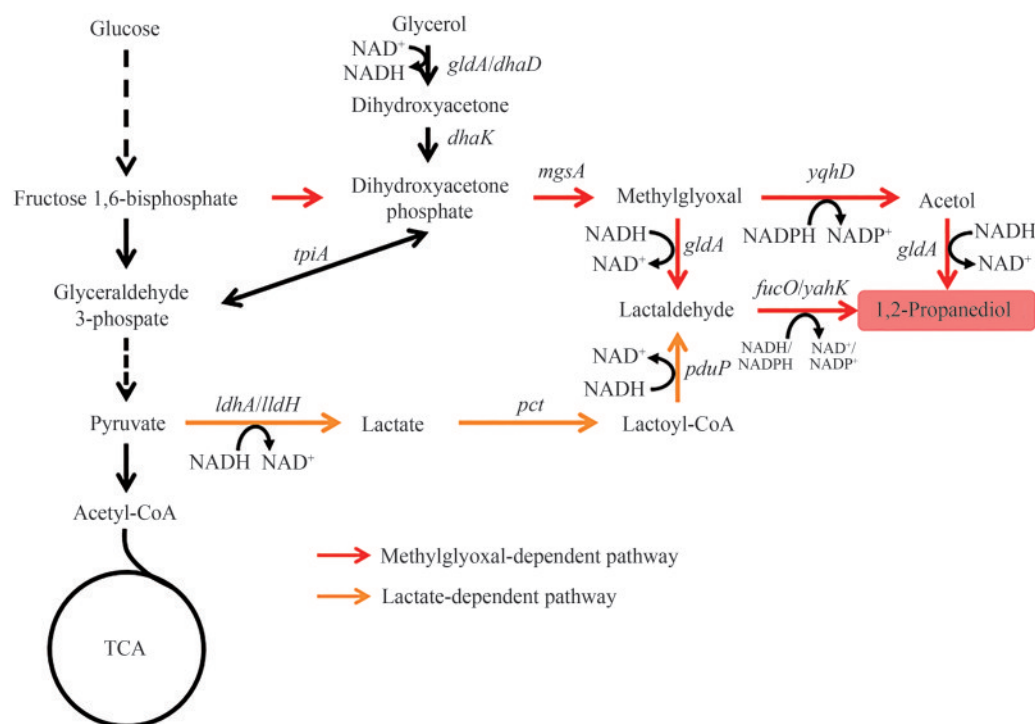 Glucose
Glycerol
NAD⁺
NADH
gldA/dhaD
Dihydroxyacetone
dhaK
Fructose 1,6-bisphosphate
Dihydroxyacetone
phosphate
mgsA
Methylglyoxal
yqhD
Acetol
NADPH NADP⁺
NADH
NAD⁺
gldA
NADH
NAD⁺
gldA
tpiA
Glyceraldehyde
3-phospate
Lactaldehyde
fucO/yahK
1,2-Propanediol
NADH/
NADPH
NAD⁺/
NADP⁺
NAD⁺
NADH
pduP
Pyruvate
ldhA/lldH
NADH NAD⁺
Lactate
pct
Lactoyl-CoA
Acetyl-CoA
TCA
Methylglyoxal-dependent pathway
Lactate-dependent pathway